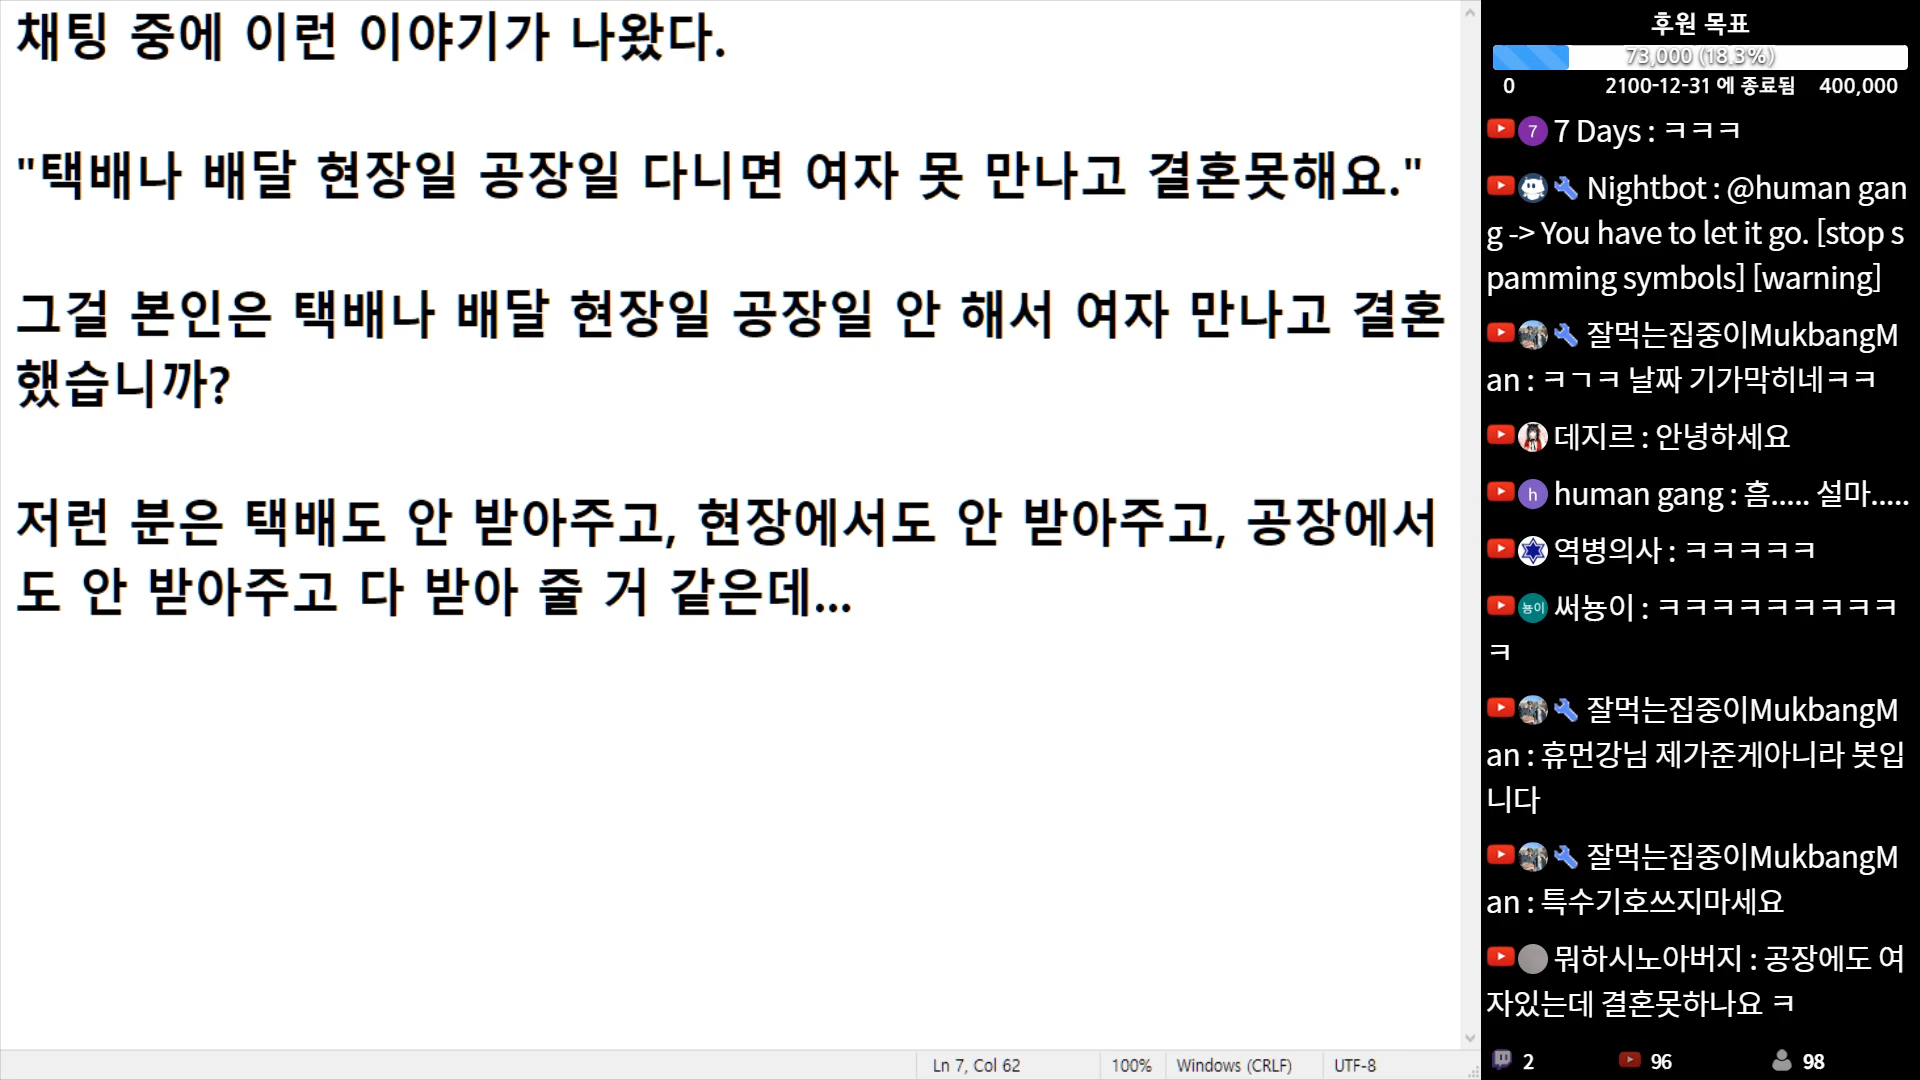 채팅 중에 이런 이야기가 나왔다.
"택배나 배달 현장일 공장일 다니면 여자 못 만나고 결혼못해요."
그걸 본인은 택배나 배달 현장일 공장일 안 해서 여자 만나고 결혼
했습니까?
저런 분은 택배도 안 받아주고, 현장에서도 안 받아주고, 공장에서
도 안 받아주고 다 받아 줄 거 같은데...
Ln 7, Col 62
100%
Windows (CRLF)
UTF-8
후원 목표
73,000 (18.3%)
0
2100-12-31 에 종료됨
400,000
7 7 Days : ㅋㅋㅋ
Nightbot : @human gan
g -> You have to let it go. [stop s
pamming symbols] [warning]
잘먹는집중이MukbangM
an : ㅋㄱㅋ 날짜 기가막히네ㅋㅋ
데지르 : 안녕하세요
h human gang : 흠..... 설마.....
역병의사 : ㅋㅋㅋㅋㅋ
뇽이 써뇽이 : ㅋㅋㅋㅋㅋㅋㅋㅋㅋ
ㅋ
잘먹는집중이MukbangM
an : 휴먼강님 제가준게아니라 봇입
니다
잘먹는집중이MukbangM
an : 특수기호쓰지마세요
뭐하시노아버지 : 공장에도 여
자있는데 결혼못하나요 ㅋ
2
96
98